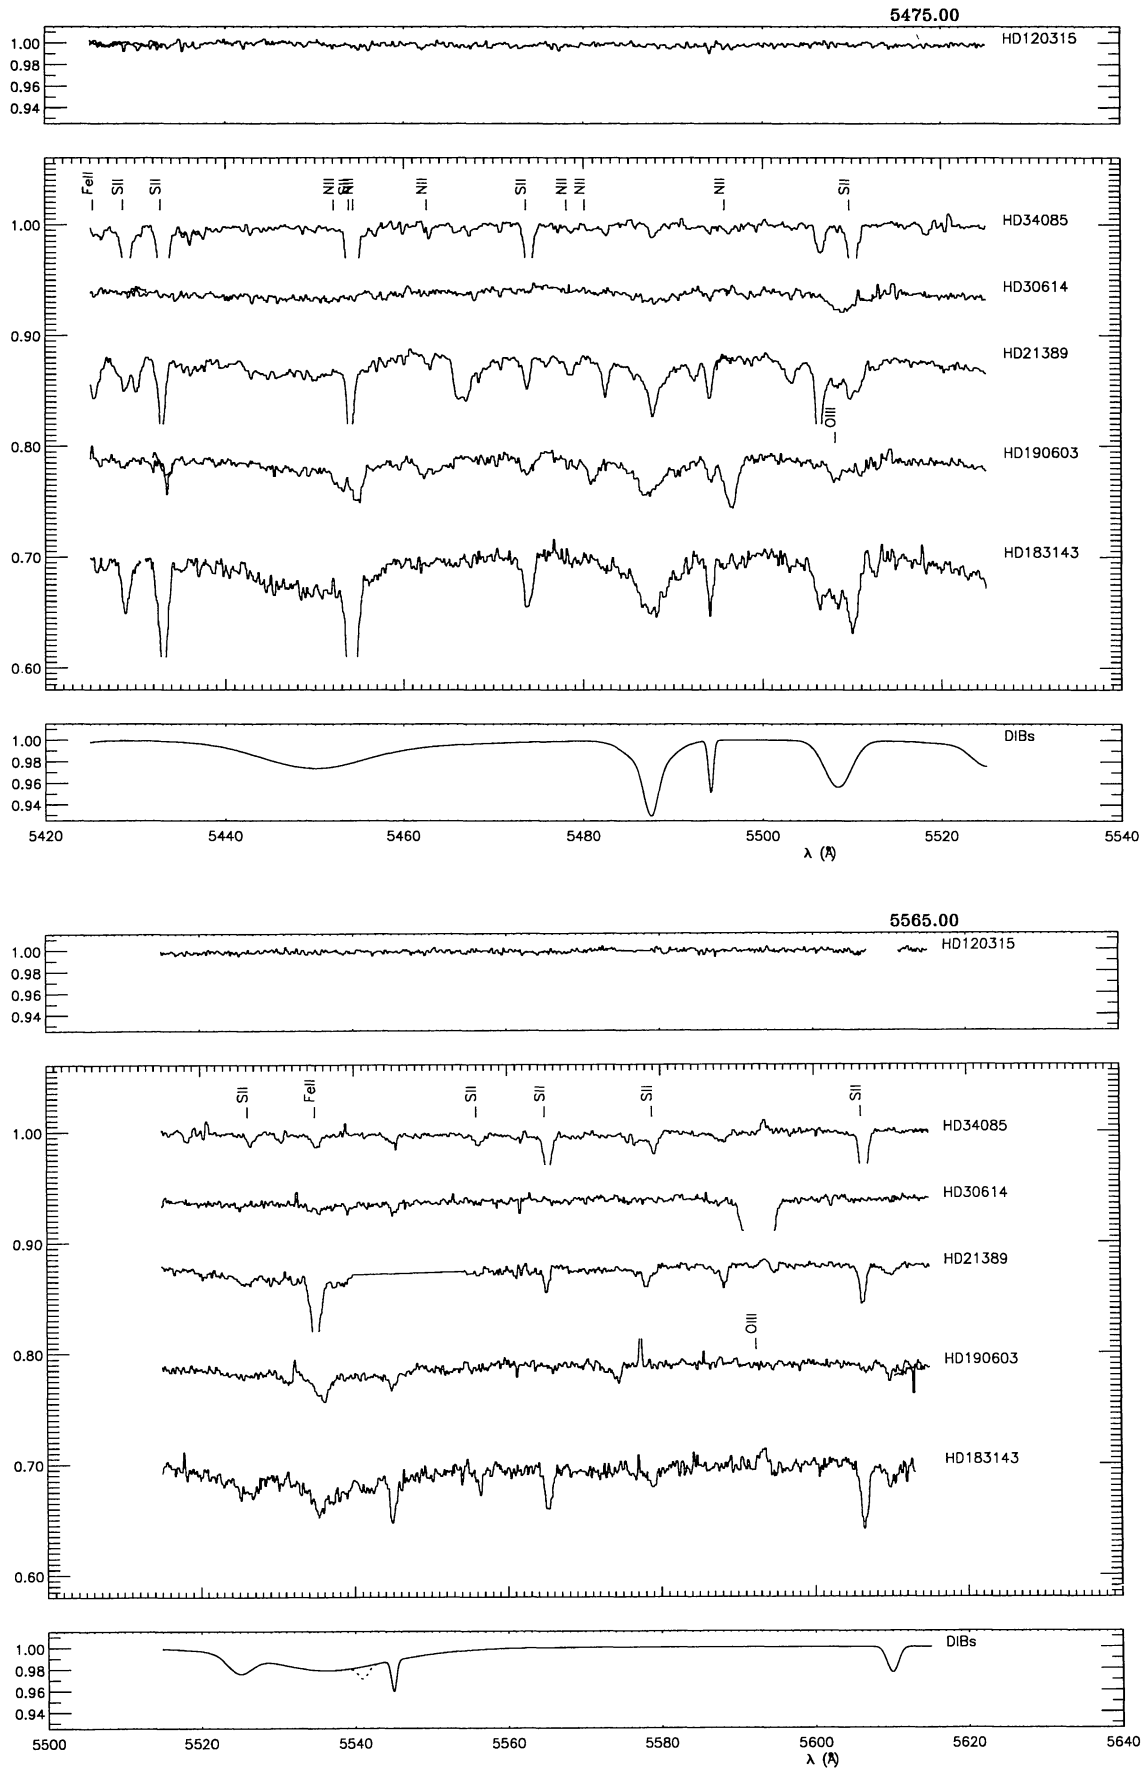 5475.00
1.00
0.98
0.96
0.94
HD120315
FeII SII SII NII SII NII NII SII NII NII NII SII
1.00
0.90
0.80
0.70
0.60
HD34085
HD30614
HD21389
OIII
HD190603
HD183143
1.00
0.98
0.96
0.94
DIBs
5420 5440 5460 5480 5500 5520 5540
λ (Å)
5565.00
1.00
0.98
0.96
0.94
HD120315
SII FeII SII SII SII SII
1.00
0.90
0.80
0.70
0.60
HD34085
HD30614
HD21389
OIII
HD190603
HD183143
1.00
0.98
0.96
0.94
DIBs
5500 5520 5540 5560 5580 5600 5620 5640
λ (Å)